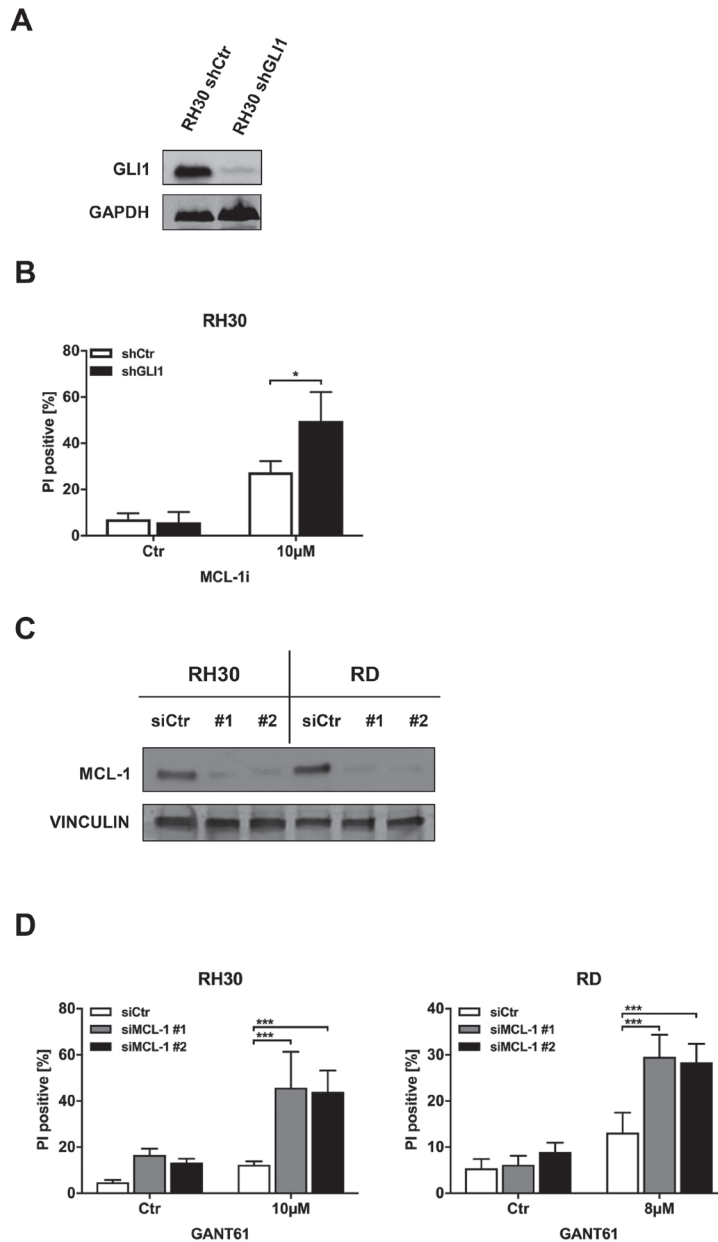 A
RH30 shCtr
RH30 shGLI1
GLI1
GAPDH
B
RH30
80
60
40
20
0
PI positive [%]
shCtr
shGLI1
*
Ctr
10µM
MCL-1i
C
RH30
RD
siCtr #1 #2 siCtr #1 #2
MCL-1
VINCULIN
D
RH30
80
60
40
20
0
PI positive [%]
siCtr
siMCL-1 #1
siMCL-1 #2
***
***
Ctr
10µM
GANT61
RD
40
30
20
10
0
PI positive [%]
siCtr
siMCL-1 #1
siMCL-1 #2
***
***
Ctr
8µM
GANT61